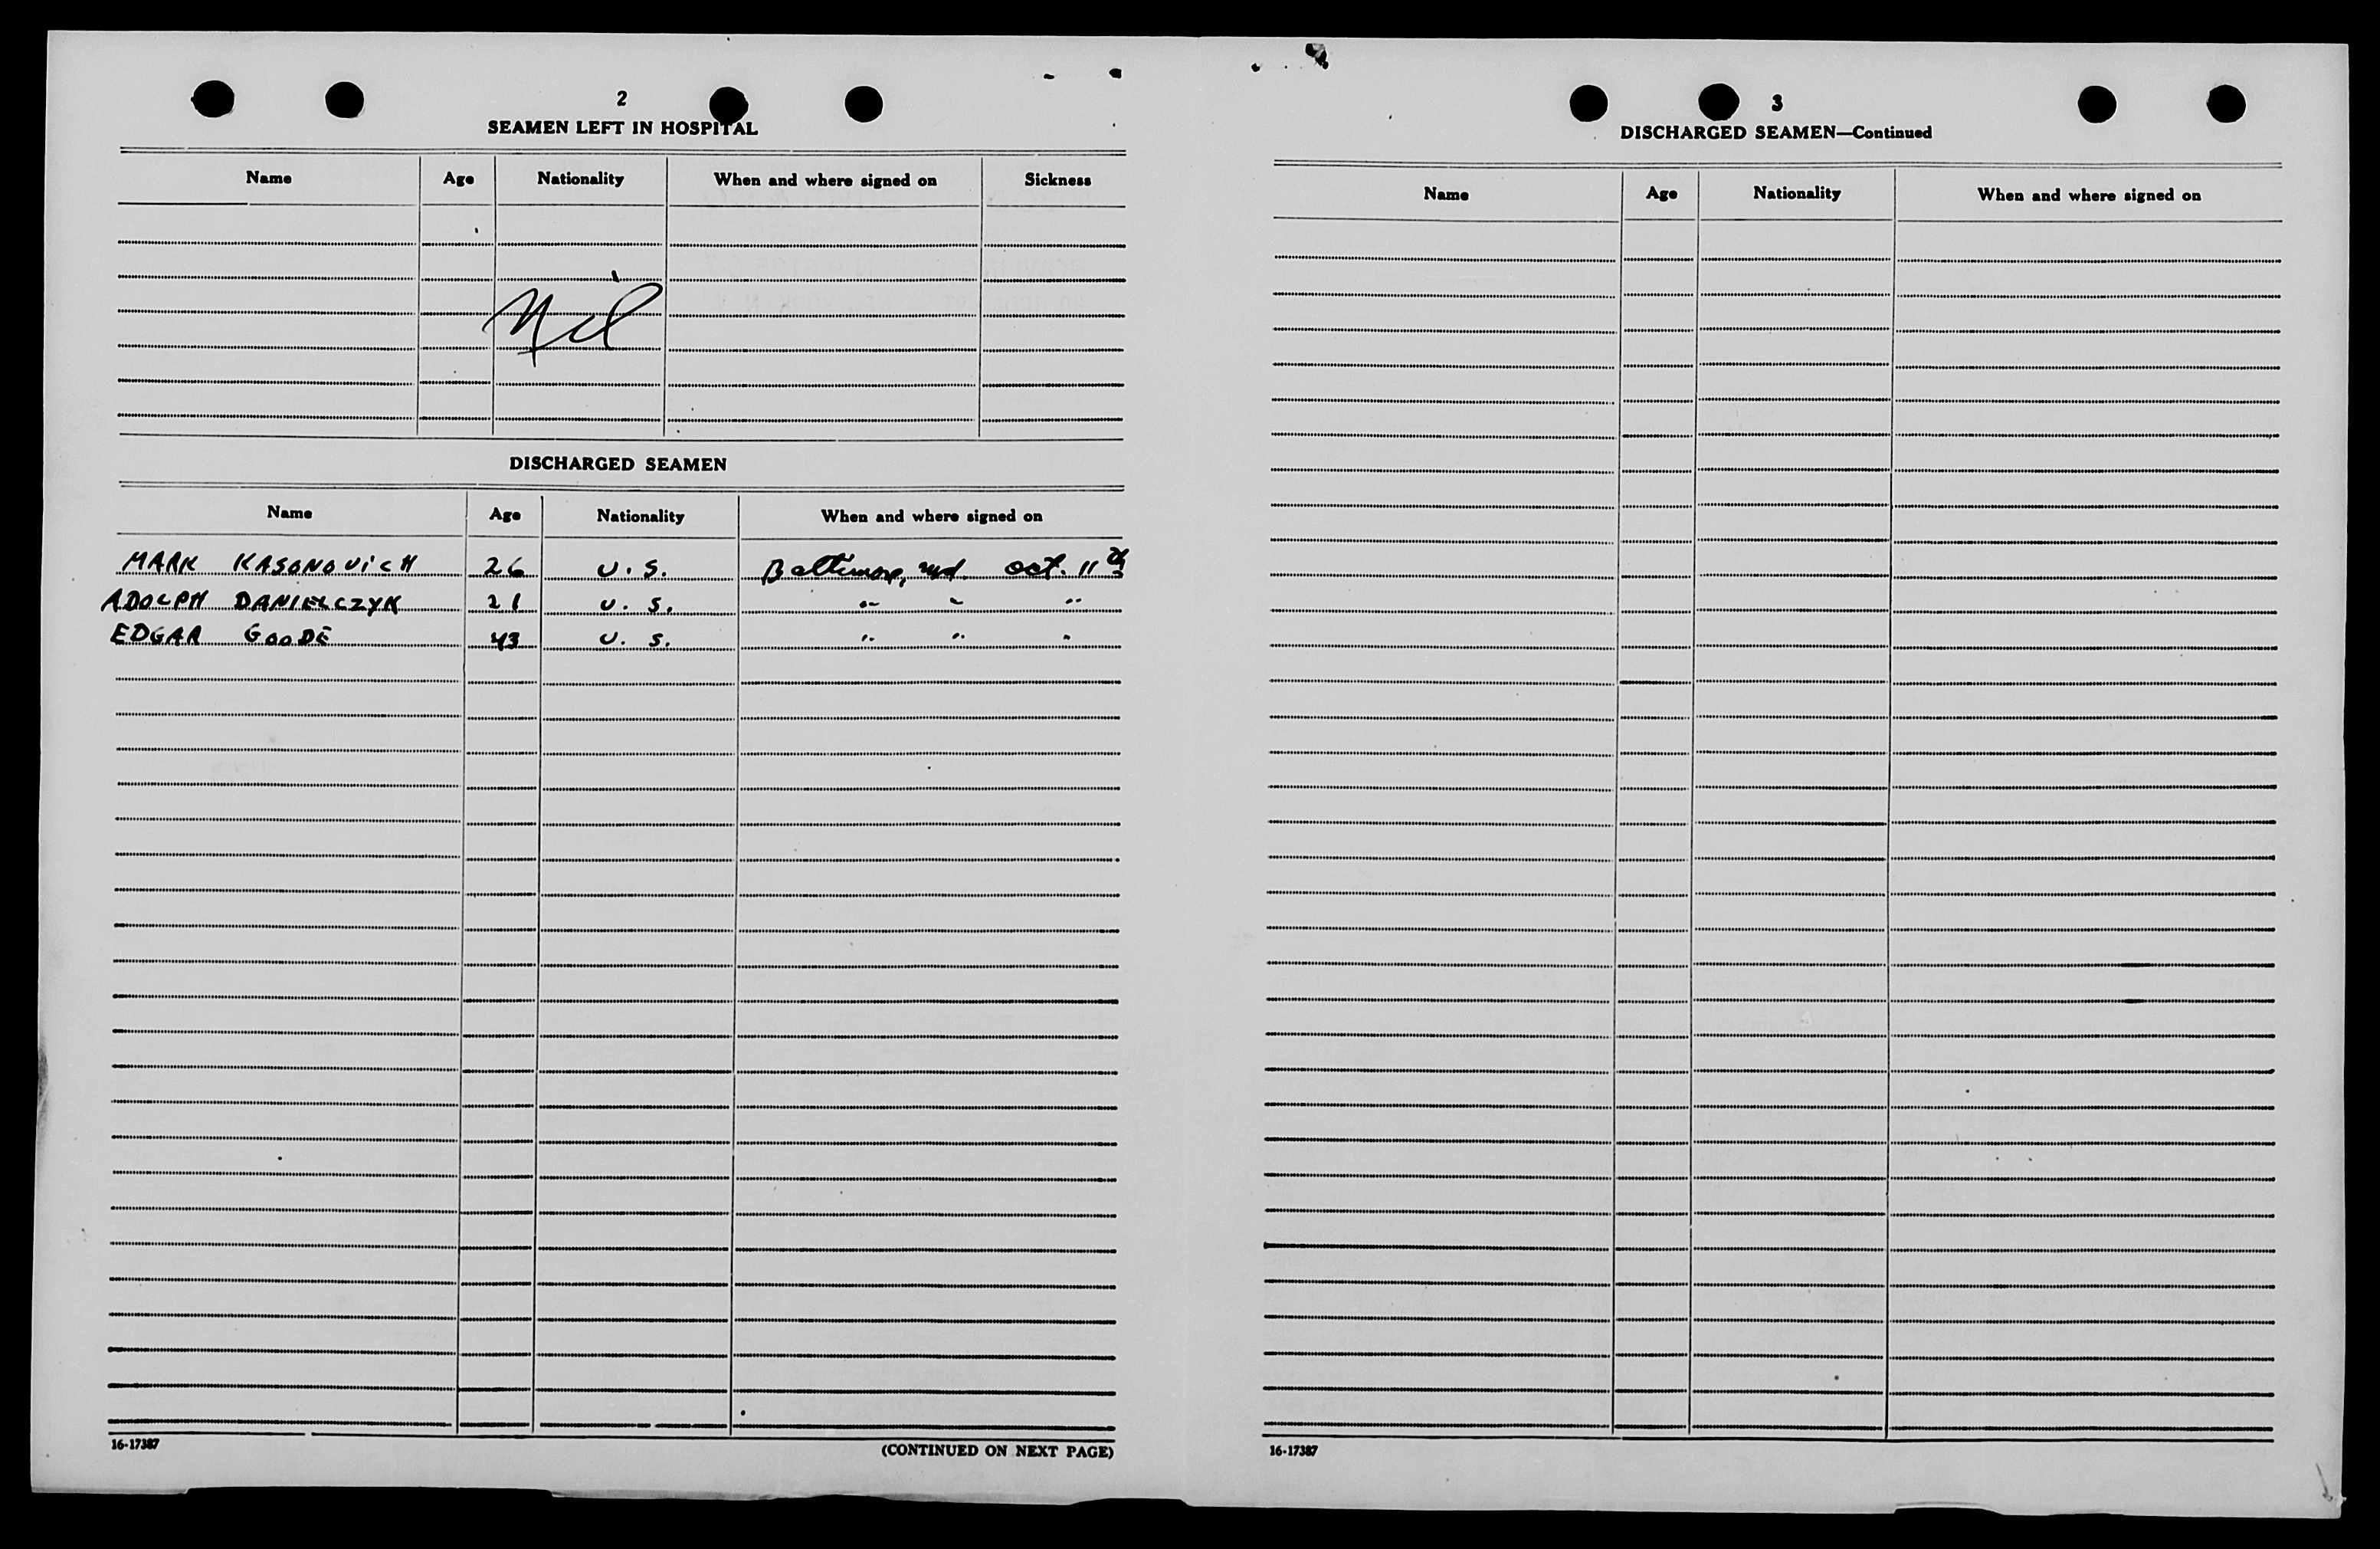 2
SEAMEN LEFT IN HOSPITAL
Name Age Nationality When and where signed on Sickness
Nil
DISCHARGED SEAMEN
Name Age Nationality When and where signed on
MARK KASONOVICH 26 U.S. Baltimore, Md. Oct. 11th
ADOLPH DANIELCZYK 21 U.S. " " "
EDGAR GOODE 43 U.S. " " "
16-17387 (CONTINUED ON NEXT PAGE)
3
DISCHARGED SEAMEN—Continued
Name Age Nationality When and where signed on
16-17387